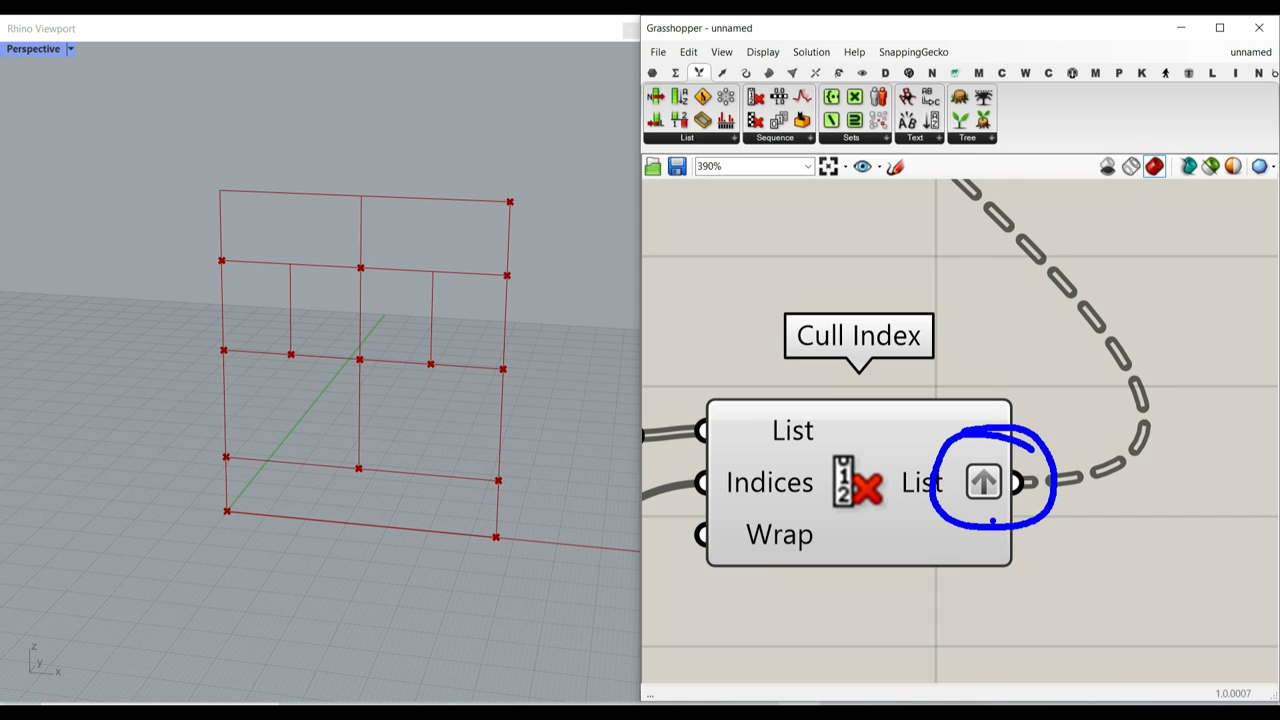 Rhino Viewport
Perspective
z
y
x
Grasshopper - unnamed
File Edit View Display Solution Help SnappingGecko unnamed
Σ D N M C W C M P K L I N
List Sequence Sets Text Tree
390%
Cull Index
List
Indices List
Wrap
...
1.0.0007